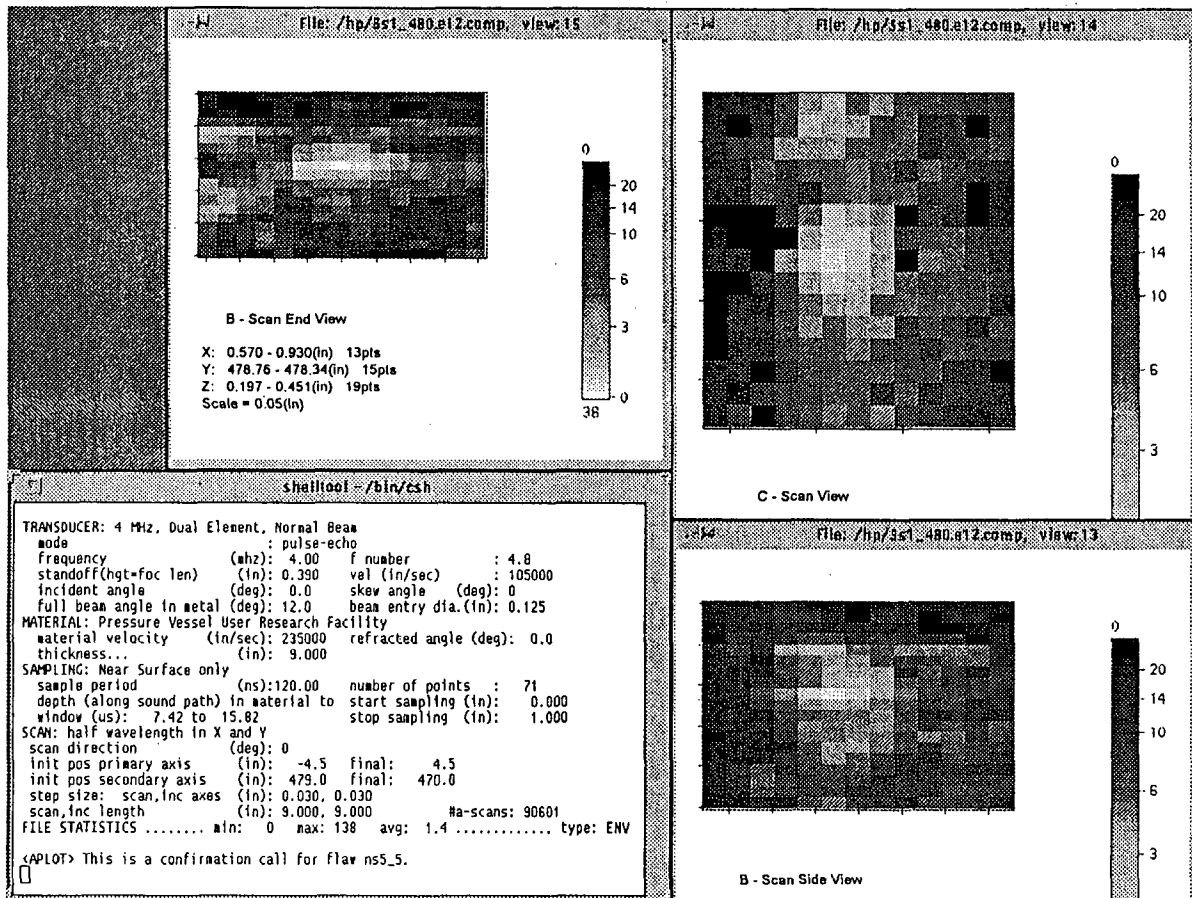 File: /hp/3s1_480.e12.comp, view:15
0
20
14
10
6
3
0
38
B - Scan End View
X: 0.570 - 0.930(in) 13pts
Y: 478.76 - 478.34(in) 15pts
Z: 0.197 - 0.451(in) 19pts
Scale = 0.05(in)
File: /hp/3s1_480.e12.comp, view:14
0
20
14
10
6
3
C - Scan View
shelltool - /bin/csh
TRANSDUCER: 4 MHz, Dual Element, Normal Beam
mode : pulse-echo
frequency (mhz): 4.00 f number : 4.8
standoff(hgt=foc len) (in): 0.390 vel (in/sec) : 105000
incident angle (deg): 0.0 skew angle (deg): 0
full beam angle in metal (deg): 12.0 beam entry dia.(in): 0.125
MATERIAL: Pressure Vessel User Research Facility
material velocity (in/sec): 235000 refracted angle (deg): 0.0
thickness... (in): 9.000
SAMPLING: Near Surface only
sample period (ns):120.00 number of points : 71
depth (along sound path) in material to start sampling (in): 0.000
window (us): 7.42 to 15.82 stop sampling (in): 1.000
SCAN: half wavelength in X and Y
scan direction (deg): 0
init pos primary axis (in): -4.5 final: 4.5
init pos secondary axis (in): 479.0 final: 470.0
step size: scan,inc axes (in): 0.030, 0.030
scan,inc length (in): 9.000, 9.000 #a-scans: 90601
FILE STATISTICS ........ min: 0 max: 138 avg: 1.4 ............. type: ENV
<APLOT> This is a confirmation call for flaw ns5_5.
File: /hp/3s1_480.e12.comp, view:13
0
20
14
10
6
3
B - Scan Side View